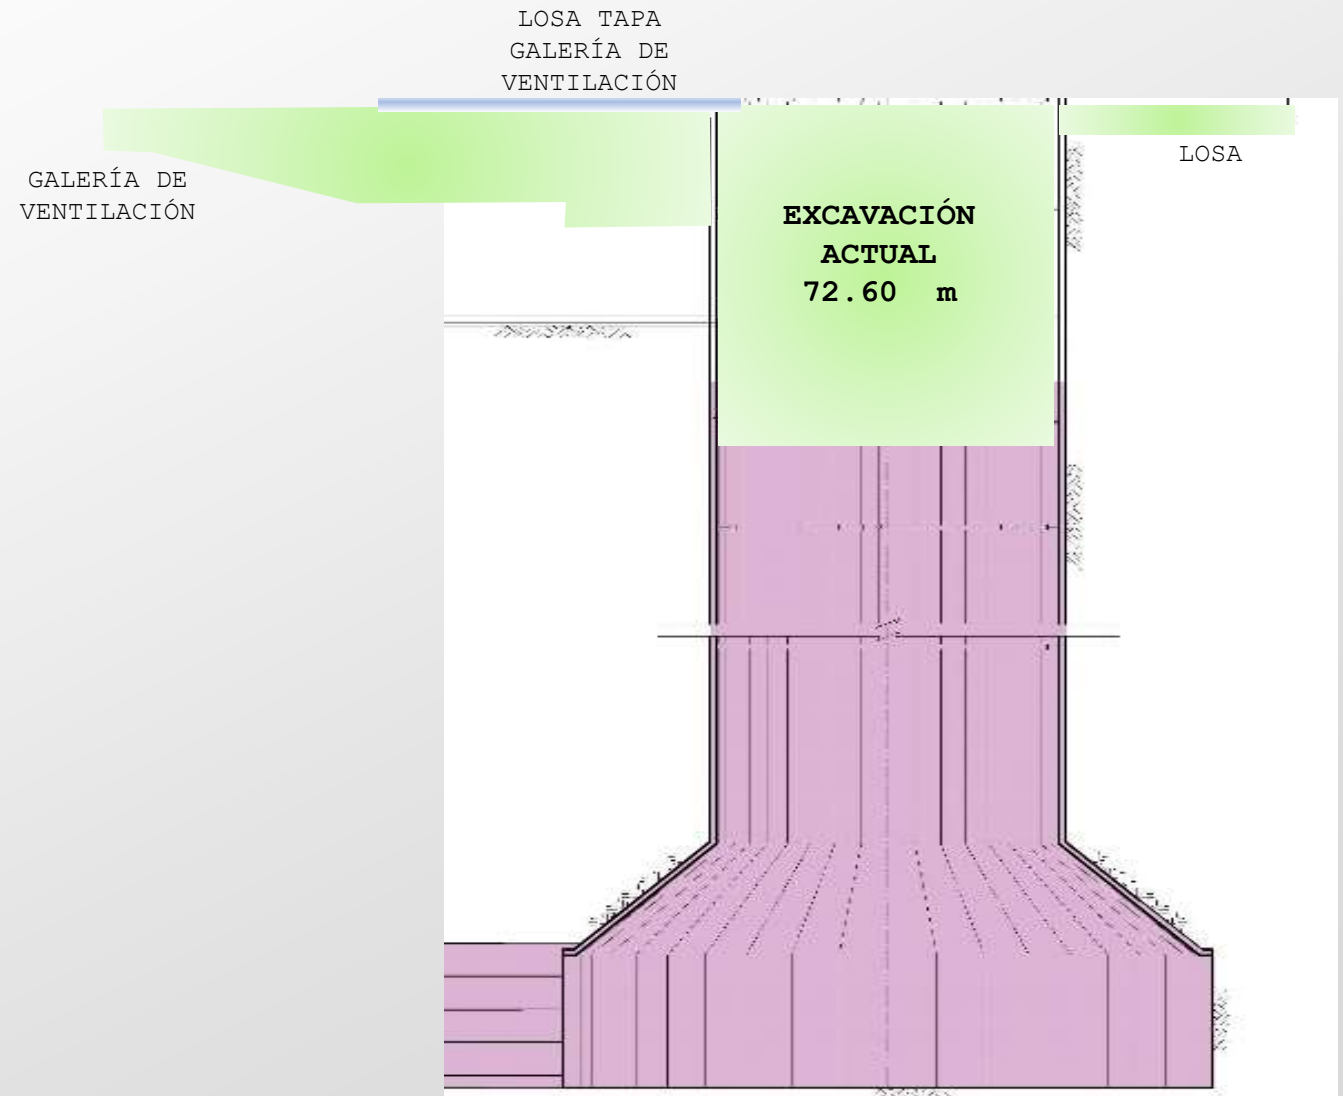 LOSA TAPA
GALERÍA DE
VENTILACIÓN
GALERÍA DE
VENTILACIÓN
LOSA
EXCAVACIÓN
ACTUAL
72.60 m